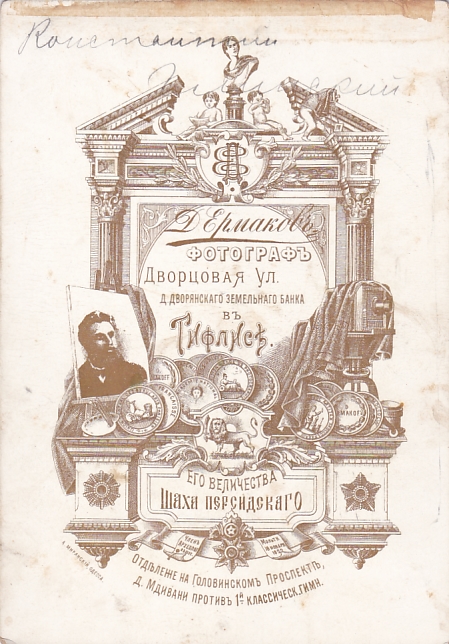 Константин
Д. Ермаковъ
ФОТОГРАФЪ
Дворцовая ул.
Д. ДВОРЯНСКАГО ЗЕМЕЛЬНАГО БАНКА
ВЪ
Тифлисѣ.
ЕГО ВЕЛИЧЕСТВА
ШАХА ПЕРСИДСКАГО
ОТДѢЛЕНІЕ НА ГОЛОВИНСКОМЪ ПРОСПЕКТѢ,
Д. МДИВАНИ ПРОТИВЪ 1й КЛАССИЧЕСК. ГИМН.